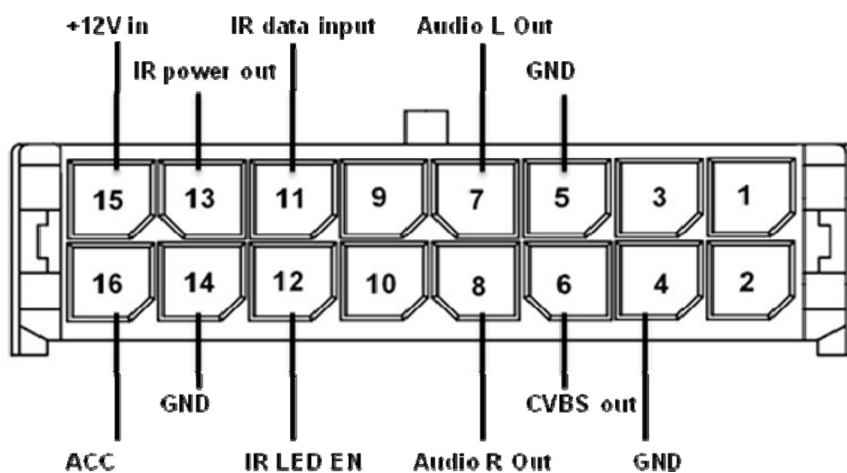 +12V in IR data input Audio L Out
IR power out GND
15 13 11 9 7 5 3 1
16 14 12 10 8 6 4 2
GND CVBS out
ACC IR LED EN Audio R Out GND